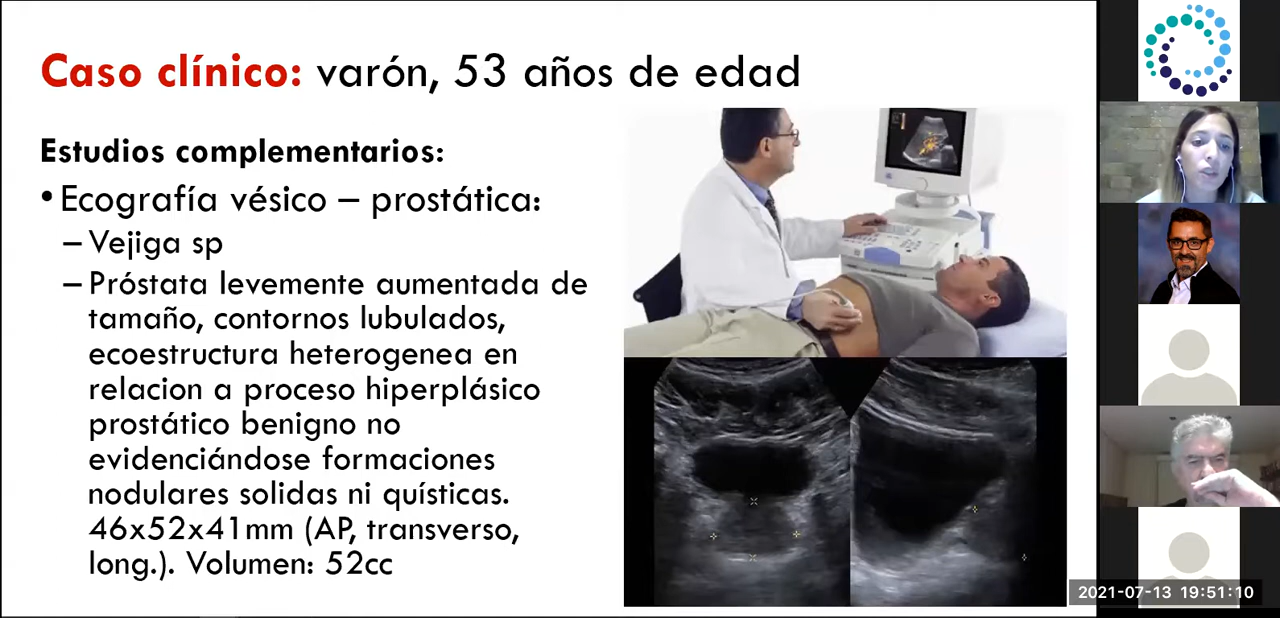 Caso clínico: varón, 53 años de edad
Estudios complementarios:
• Ecografía vésico – prostática:
– Vejiga sp
– Próstata levemente aumentada de
tamaño, contornos lubulados,
ecoestructura heterogenea en
relacion a proceso hiperplásico
prostático benigno no
evidenciándose formaciones
nodulares solidas ni quísticas.
46x52x41mm (AP, transverso,
long.). Volumen: 52cc
2021-07-13 19:51:10